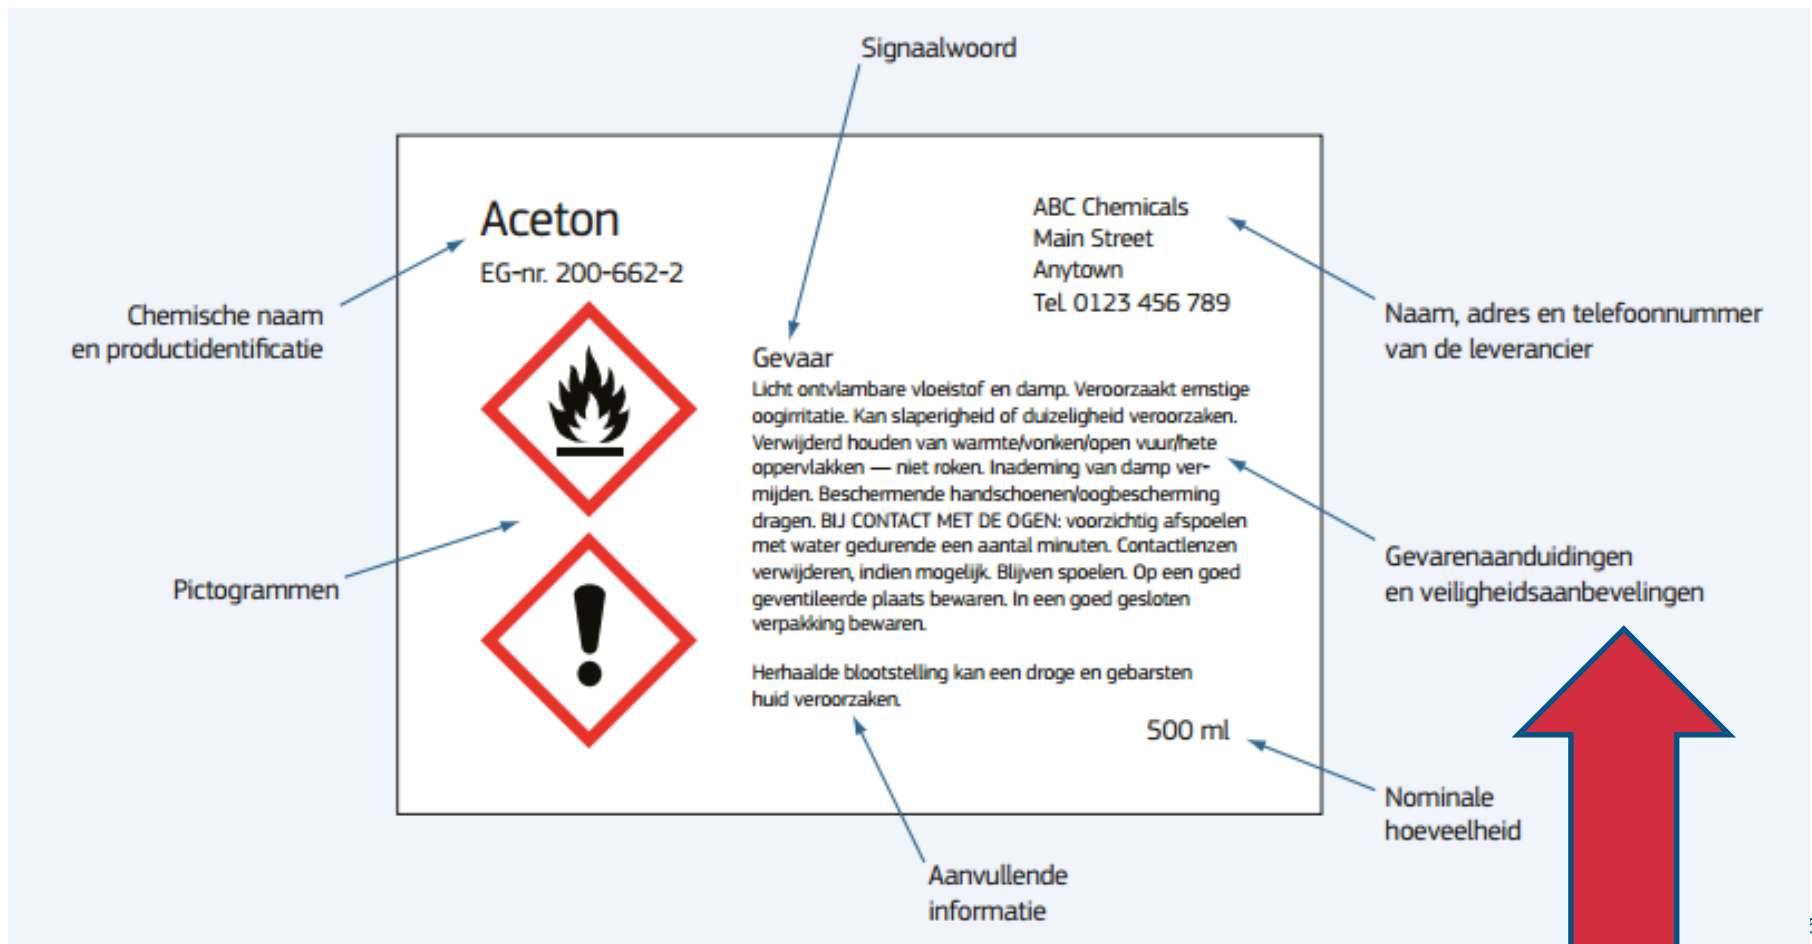 Signaalwoord
Aceton
EG-nr. 200-662-2
ABC Chemicals
Main Street
Anytown
Tel. 0123 456 789
Chemische naam
en productidentificatie
Naam, adres en telefoonnummer
van de leverancier
Gevaar
Licht ontvlambare vloeistof en damp. Veroorzaakt ernstige
oogirritatie. Kan slaperigheid of duizeligheid veroorzaken.
Verwijderd houden van warmte/vonken/open vuur/hete
oppervlakken — niet roken. Inademing van damp ver-
mijden. Beschermende handschoenen/oogbescherming
dragen. BIJ CONTACT MET DE OGEN: voorzichtig afspoelen
met water gedurende een aantal minuten. Contactlenzen
verwijderen, indien mogelijk. Blijven spoelen. Op een goed
geventileerde plaats bewaren. In een goed gesloten
verpakking bewaren.
Pictogrammen
Gevarenaanduidingen
en veiligheidsaanbevelingen
Herhaalde blootstelling kan een droge en gebarsten
huid veroorzaken.
500 ml
Nominale
hoeveelheid
Aanvullende
informatie